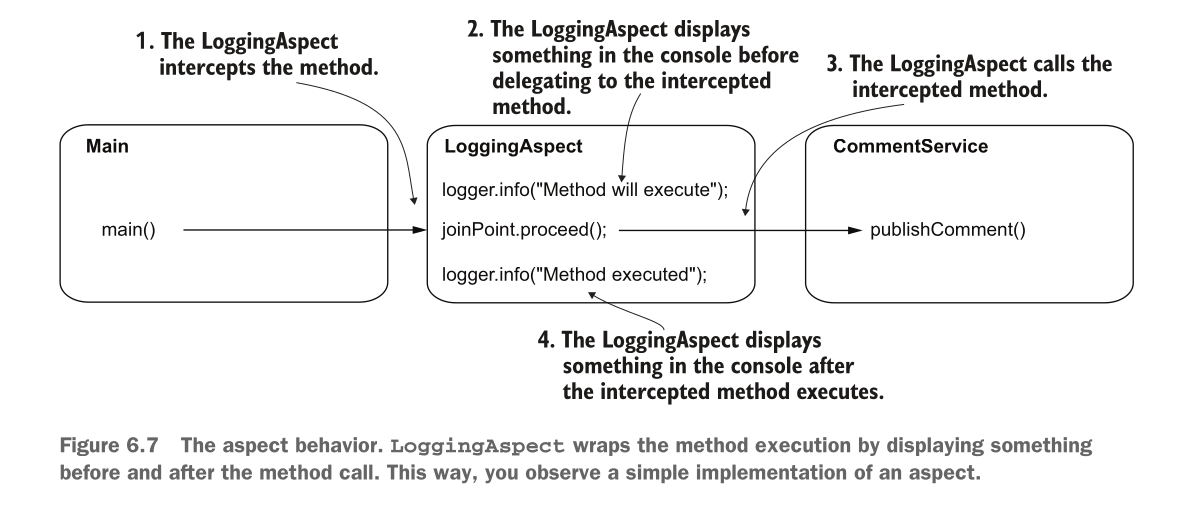 1. The LoggingAspect
intercepts the method.
2. The LoggingAspect displays
something in the console before
delegating to the intercepted
method.
3. The LoggingAspect calls the
intercepted method.
Main
main()
LoggingAspect
logger.info("Method will execute");
joinPoint.proceed();
logger.info("Method executed");
CommentService
publishComment()
4. The LoggingAspect displays
something in the console after
the intercepted method executes.
Figure 6.7 The aspect behavior. LoggingAspect wraps the method execution by displaying something
before and after the method call. This way, you observe a simple implementation of an aspect.